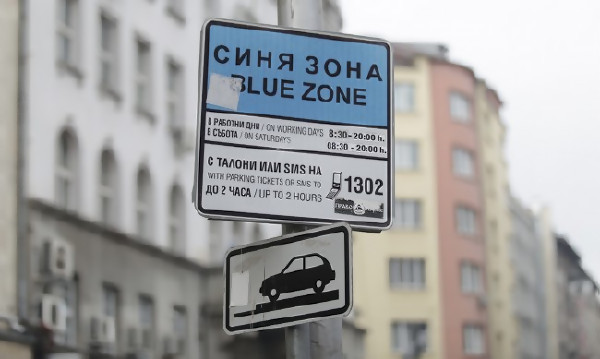 СИНЯ ЗОНА
BLUE ZONE
В РАБОТНИ ДНИ / ON WORKING DAYS 8:30-20:00 h.
В СЪБОТА / ON SATURDAYS 08:30 - 20:00 h.
С ТАЛОНИ ИЛИ SMS НА
WITH PARKING TICKETS OR SMS TO 1302
ДО 2 ЧАСА / UP TO 2 HOURS